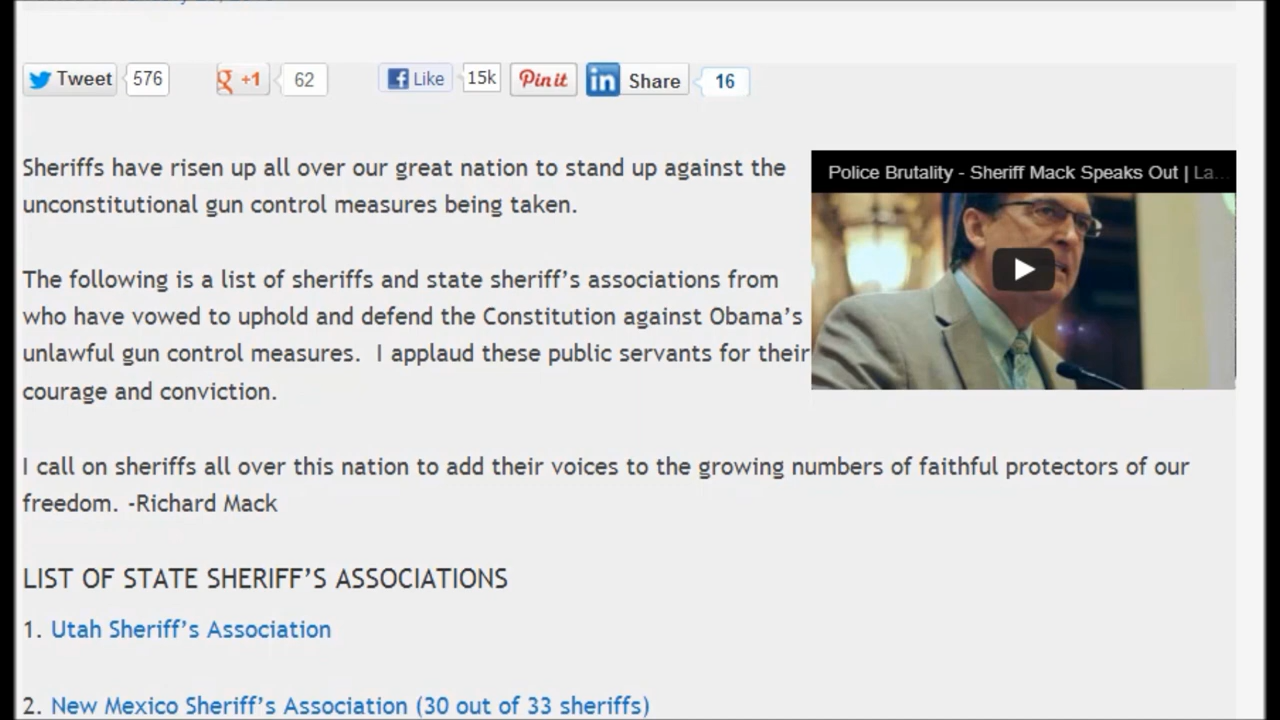 Tweet 576 +1 62 Like 15k Pin it in Share 16
Sheriffs have risen up all over our great nation to stand up against the
unconstitutional gun control measures being taken.
Police Brutality - Sheriff Mack Speaks Out | La...
The following is a list of sheriffs and state sheriff's associations from
who have vowed to uphold and defend the Constitution against Obama's
unlawful gun control measures.  I applaud these public servants for their
courage and conviction.
I call on sheriffs all over this nation to add their voices to the growing numbers of faithful protectors of our
freedom. -Richard Mack
LIST OF STATE SHERIFF'S ASSOCIATIONS
1. Utah Sheriff's Association
2. New Mexico Sheriff's Association (30 out of 33 sheriffs)